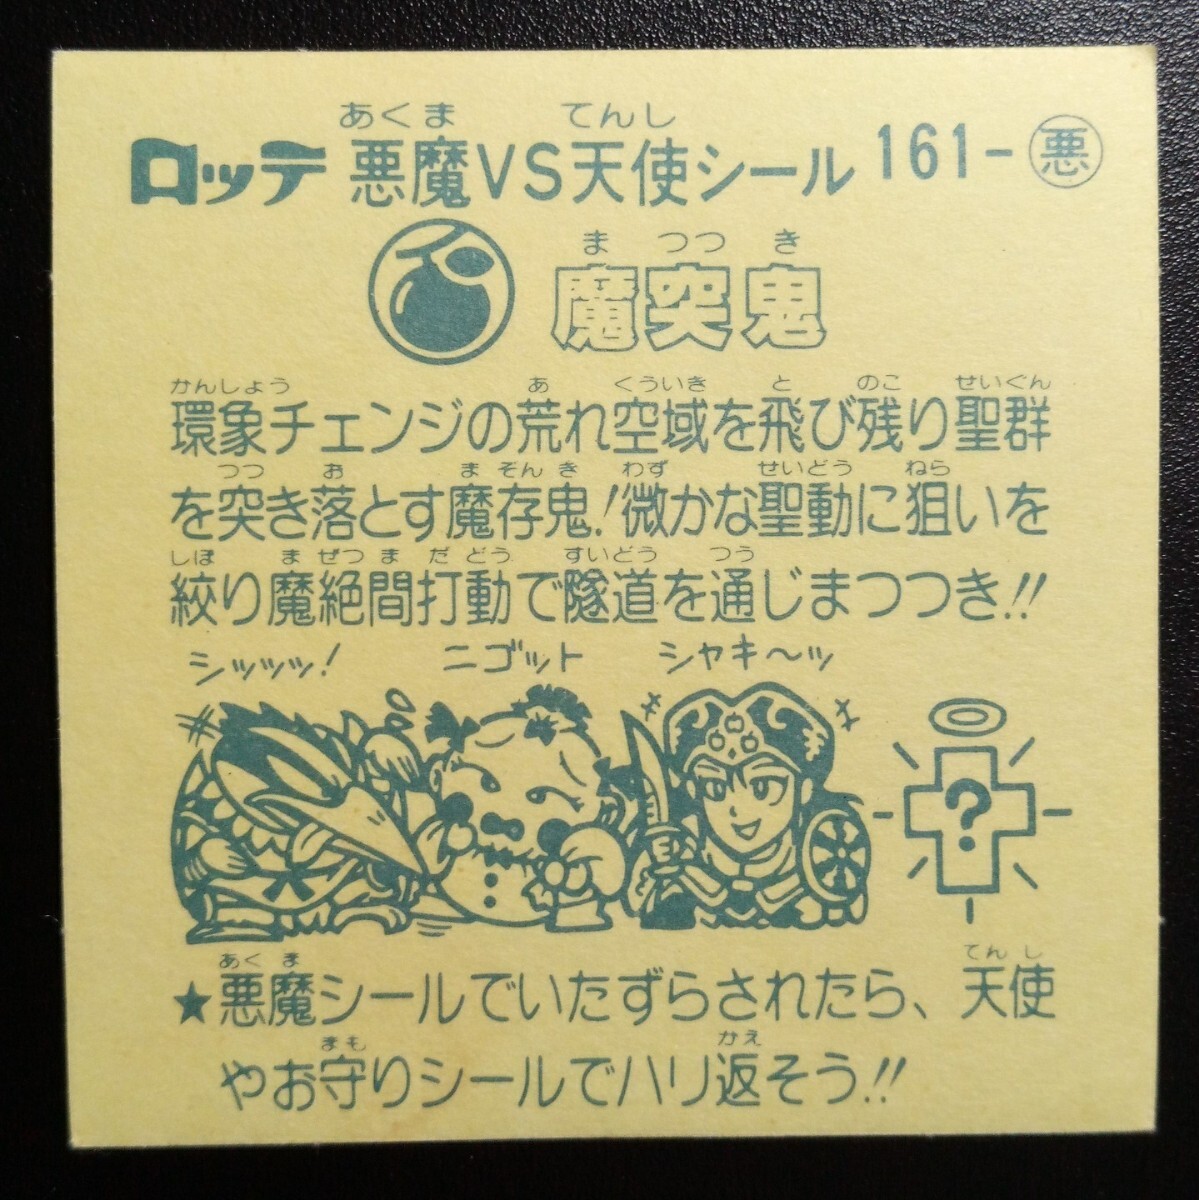 あくま てんし
ロッテ 悪魔VS天使シール 161-悪
まつつき
魔突鬼
かんしょう あ くういき と のこ せいぐん
環象チェンジの荒れ空域を飛び残り聖群
つつ お まそんき わず せいどう ねら
を突き落とす魔存鬼!微かな聖動に狙いを
しぼ まぜつまだどう すいどう つう
絞り魔絶間打動で隧道を通じまつつき!!
シッッッ! ニゴット シャキ〜ッ
?
あくま てんし
★悪魔シールでいたずらされたら、天使
まも かえ
やお守りシールでハリ返そう!!